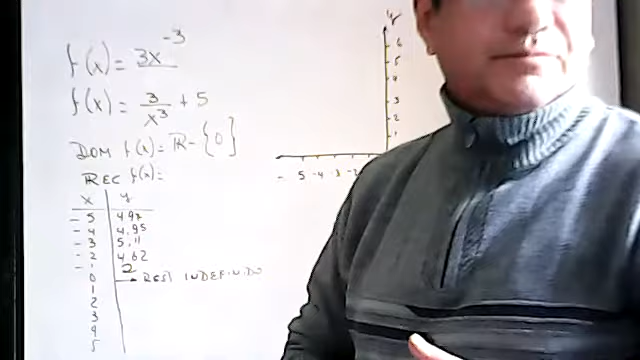 f(x) = 3x^-3
f(x) = 3/x^3 + 5
DOM f(x) = R - {0}
REC f(x) =
x y
-5 4,97
-4 4,95
-3 5,11
-2 4,62
-1 2
0 → RESS INDEFINIDO
1
2
3
4
5
y
6
5
4
3
2
1
- 5 -4 -3 -2